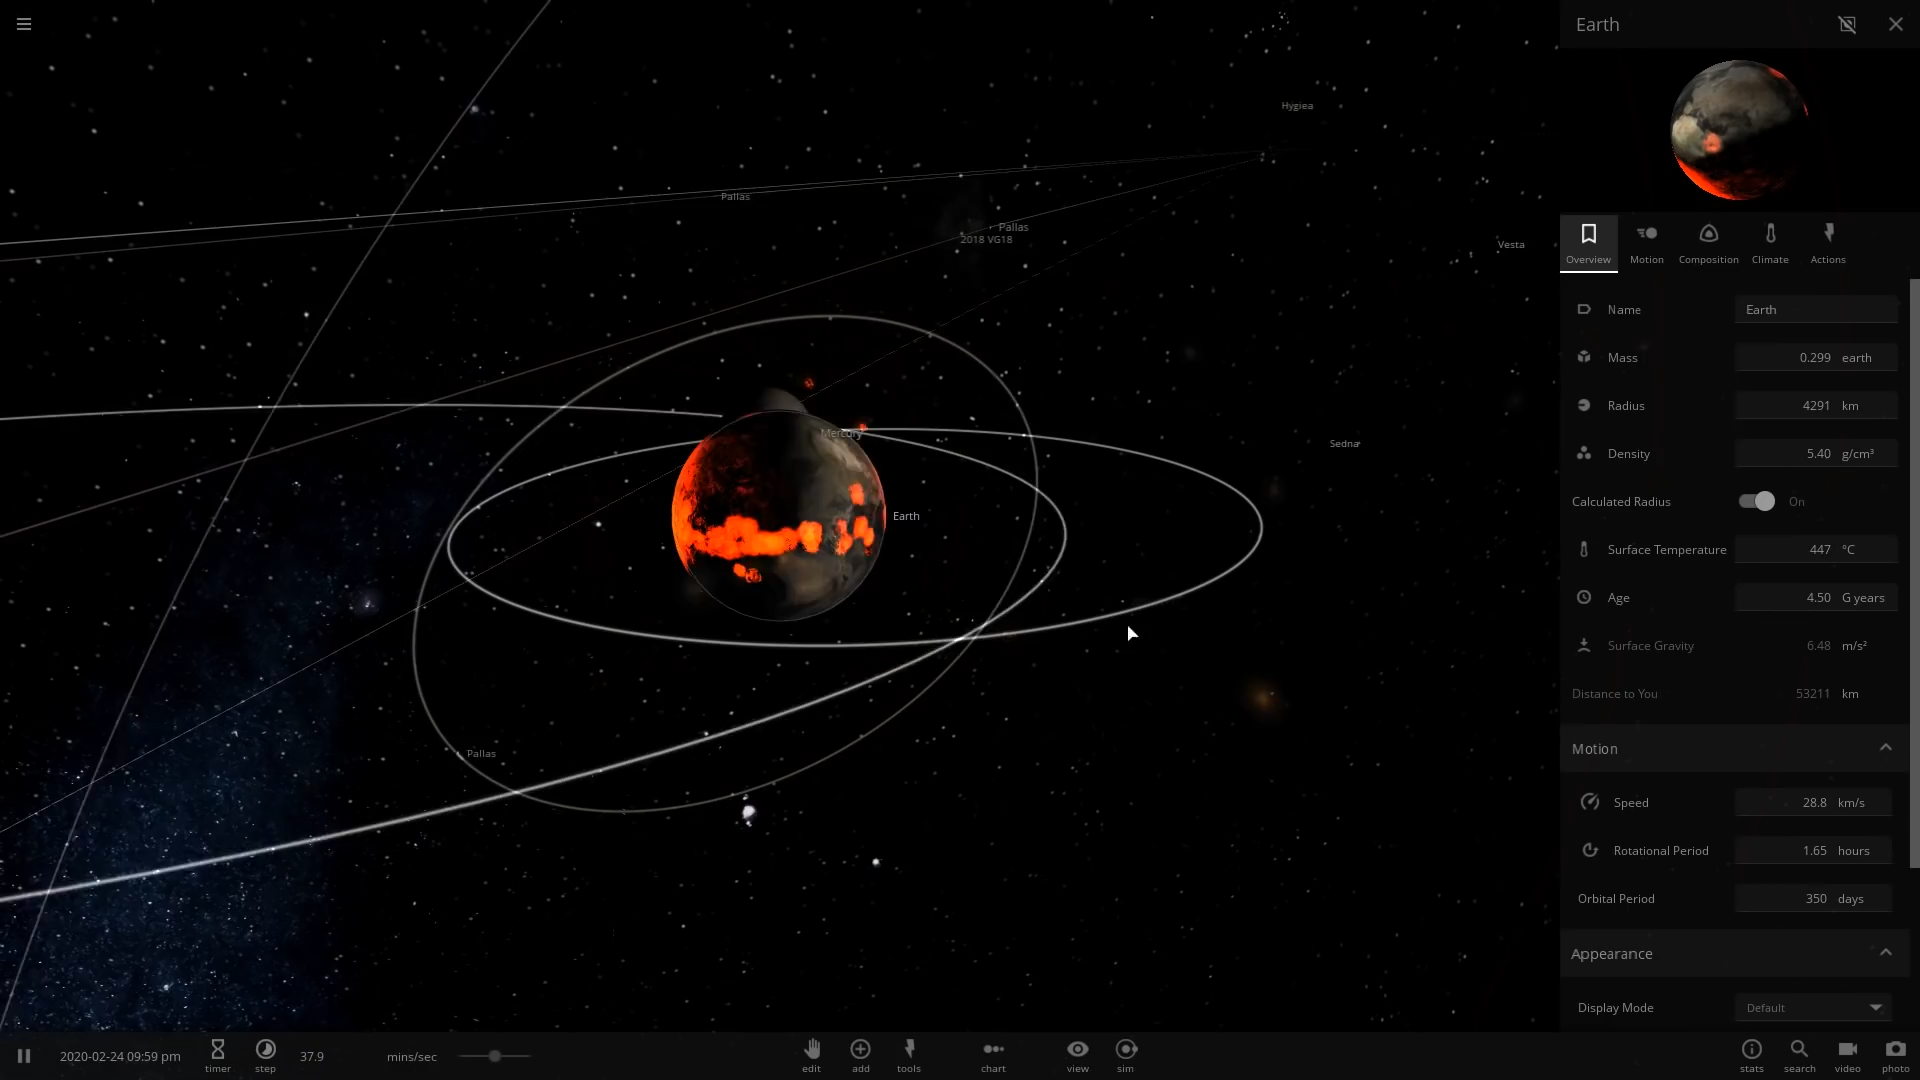 Earth
Hygiea
Pallas
Pallas
2018 VG18
Vesta
Mercury
Sedna
Earth
Pallas
Overview
Motion
Composition
Climate
Actions
Name Earth
Mass 0.299 earth
Radius 4291 km
Density 5.40 g/cm³
Calculated Radius On
Surface Temperature 447 °C
Age 4.50 G years
Surface Gravity 6.48 m/s²
Distance to You 53211 km
Motion
Speed 28.8 km/s
Rotational Period 1.65 hours
Orbital Period 350 days
Appearance
Display Mode Default
2020-02-24 09:59 pm
timer
step
37.9 mins/sec
edit
add
tools
chart
view
sim
stats
search
video
photo